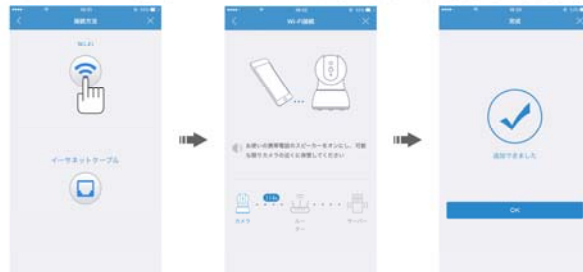 接続方法
Wi-Fi
イーサネットケーブル
Wi-Fi接続
お使いの携帯電話のスピーカーをオンにし、可能
な限りカメラの近くに設置してください
カメラ
ルー
ター
サーバー
完成
追加できました
OK